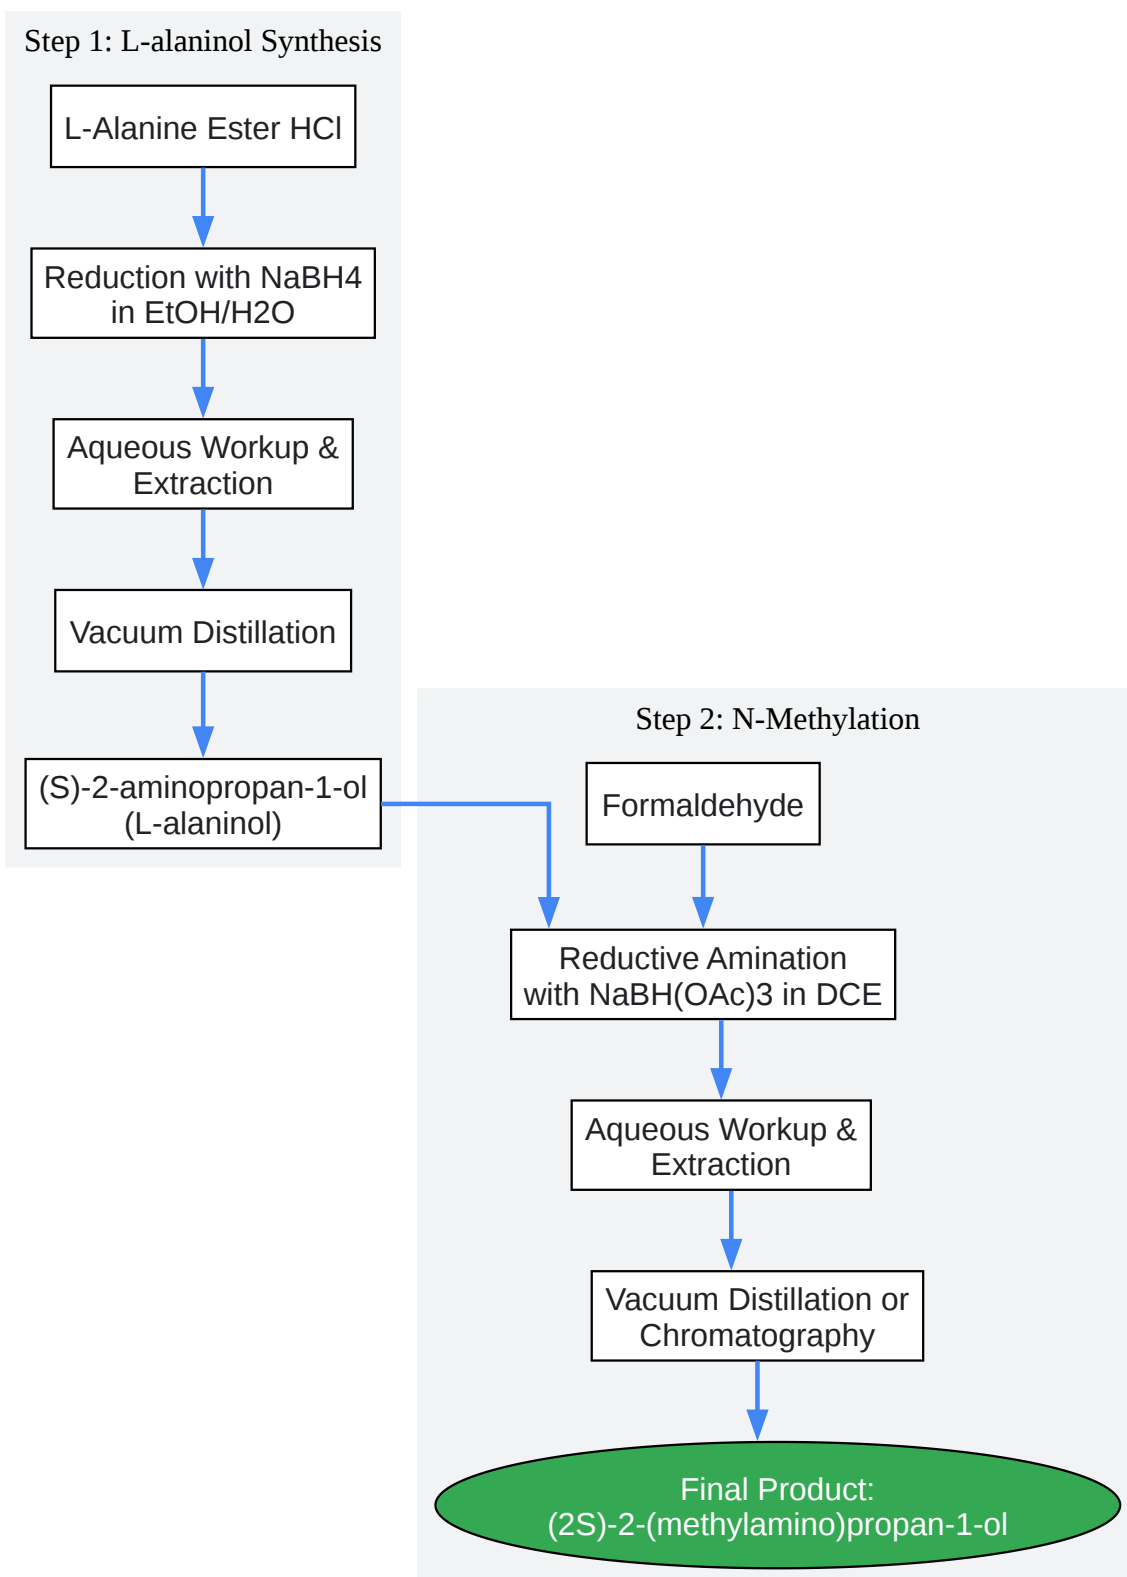 Step 1: L-alaninol Synthesis
L-Alanine Ester HCl
Reduction with NaBH4
in EtOH/H2O
Aqueous Workup &
Extraction
Vacuum Distillation
(S)-2-aminopropan-1-ol
(L-alaninol)
Step 2: N-Methylation
Formaldehyde
Reductive Amination
with NaBH(OAc)3 in DCE
Aqueous Workup &
Extraction
Vacuum Distillation or
Chromatography
Final Product:
(2S)-2-(methylamino)propan-1-ol